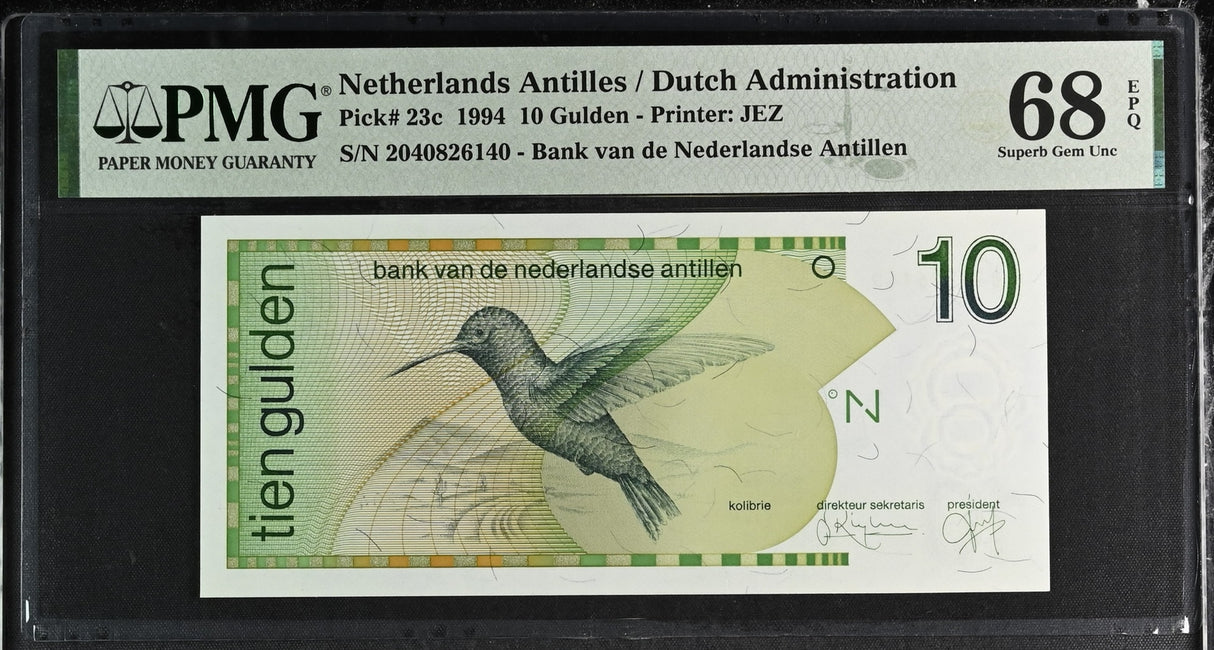 PMG®
PAPER MONEY GUARANTY
Netherlands Antilles / Dutch Administration
Pick# 23c 1994 10 Gulden - Printer: JEZ
S/N 2040826140 - Bank van de Nederlandse Antillen
68
EPQ
Superb Gem Unc
tien gulden
bank van de nederlandse antillen
10
N
kolibrie
direkteur sekretaris
president